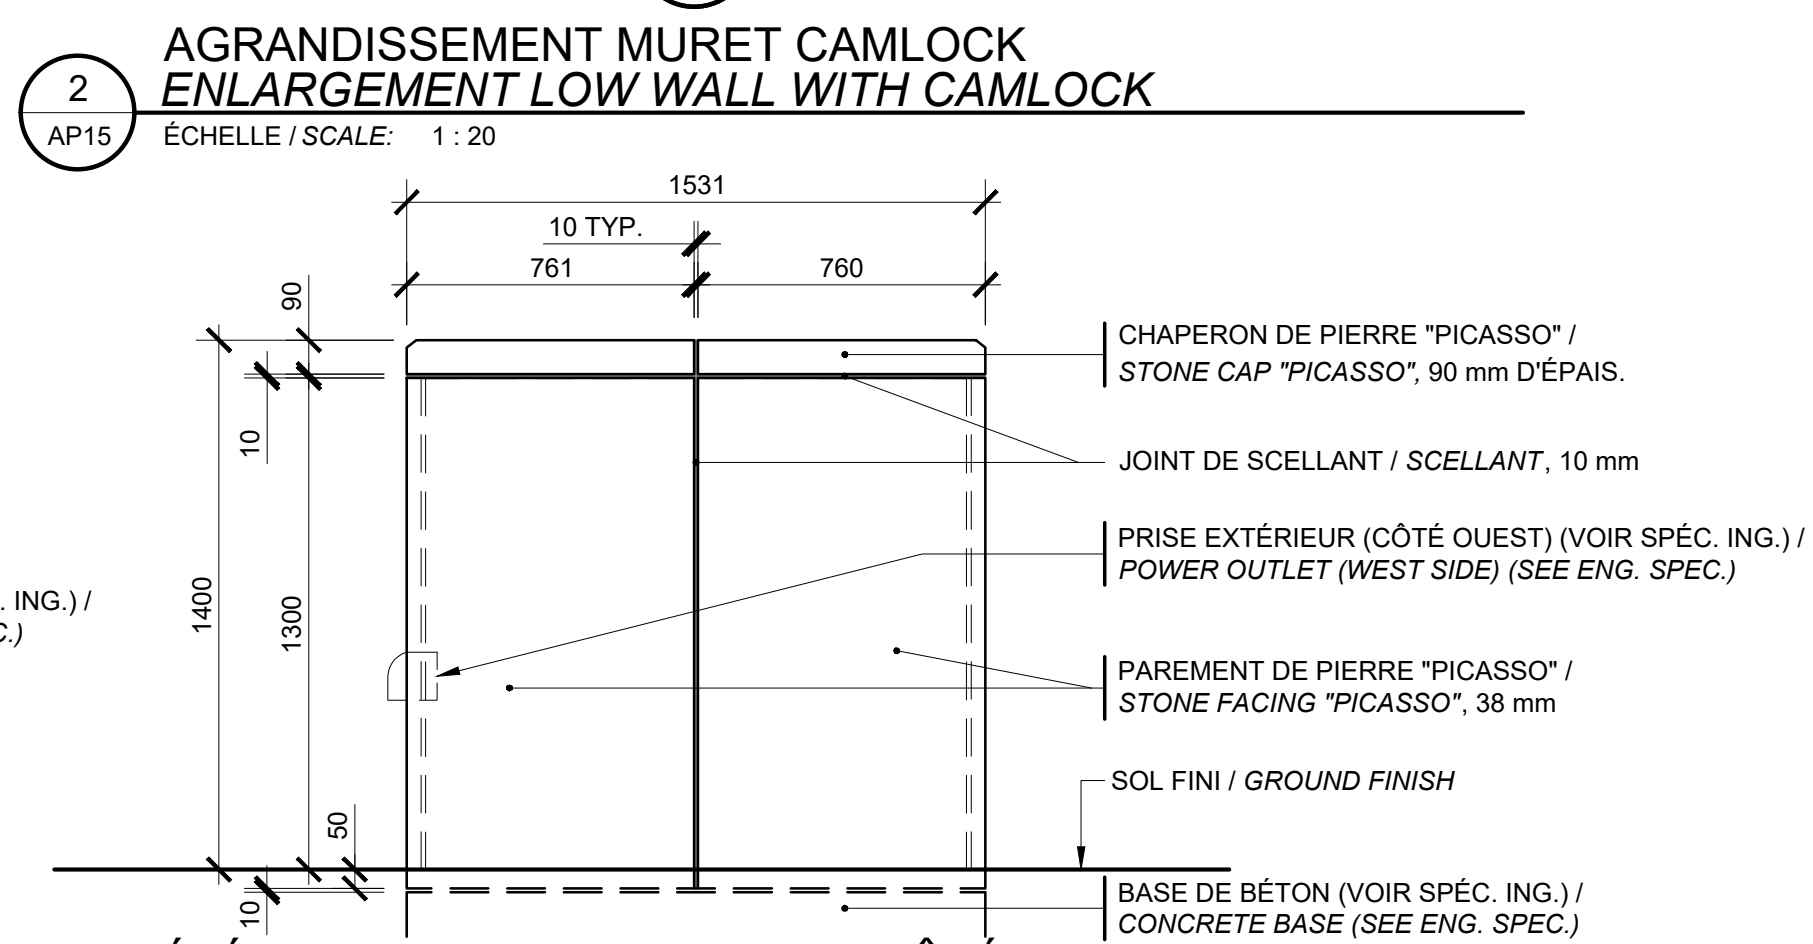 AGRANDISSEMENT MURET CAMLOCK
ENLARGEMENT LOW WALL WITH CAMLOCK
2
AP15
ÉCHELLE / SCALE: 1 : 20
1531
10 TYP.
761
760
90
10
1400
1300
50
10
CHAPERON DE PIERRE "PICASSO" /
STONE CAP "PICASSO", 90 mm D'ÉPAIS.
JOINT DE SCELLANT / SCELLANT, 10 mm
PRISE EXTÉRIEUR (CÔTÉ OUEST) (VOIR SPÉC. ING.) /
POWER OUTLET (WEST SIDE) (SEE ENG. SPEC.)
. ING.) /
C.)
PAREMENT DE PIERRE "PICASSO" /
STONE FACING "PICASSO", 38 mm
SOL FINI / GROUND FINISH
BASE DE BÉTON (VOIR SPÉC. ING.) /
CONCRETE BASE (SEE ENG. SPEC.)